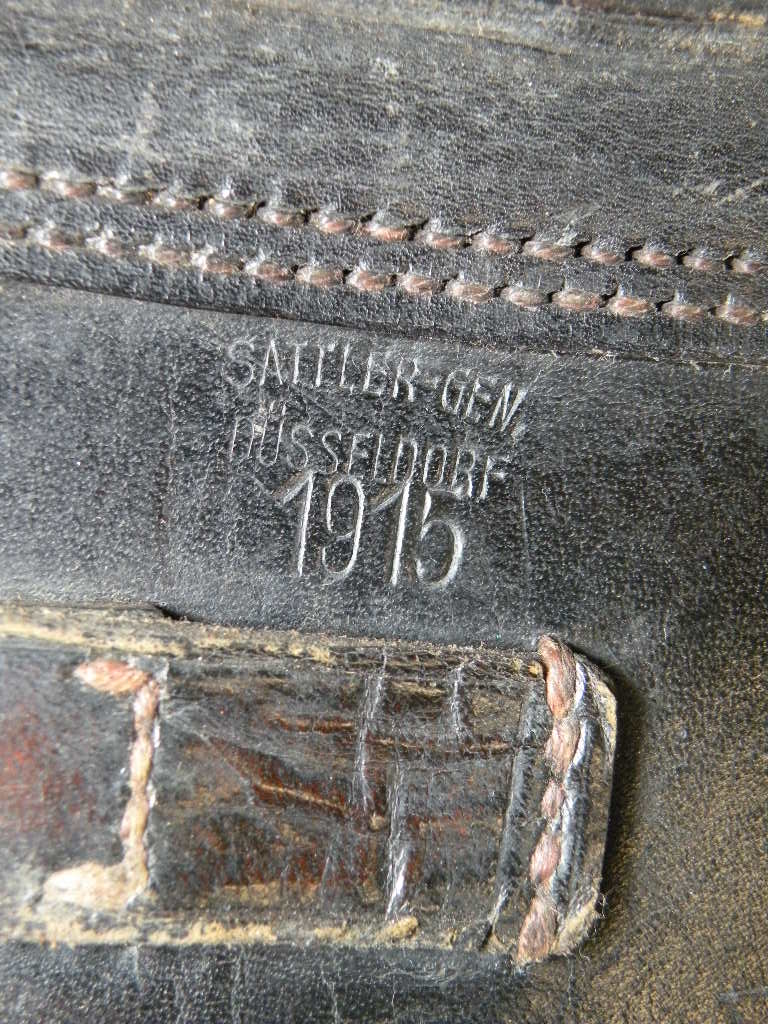 SATTLER-GEN.
DÜSSELDORF
1915